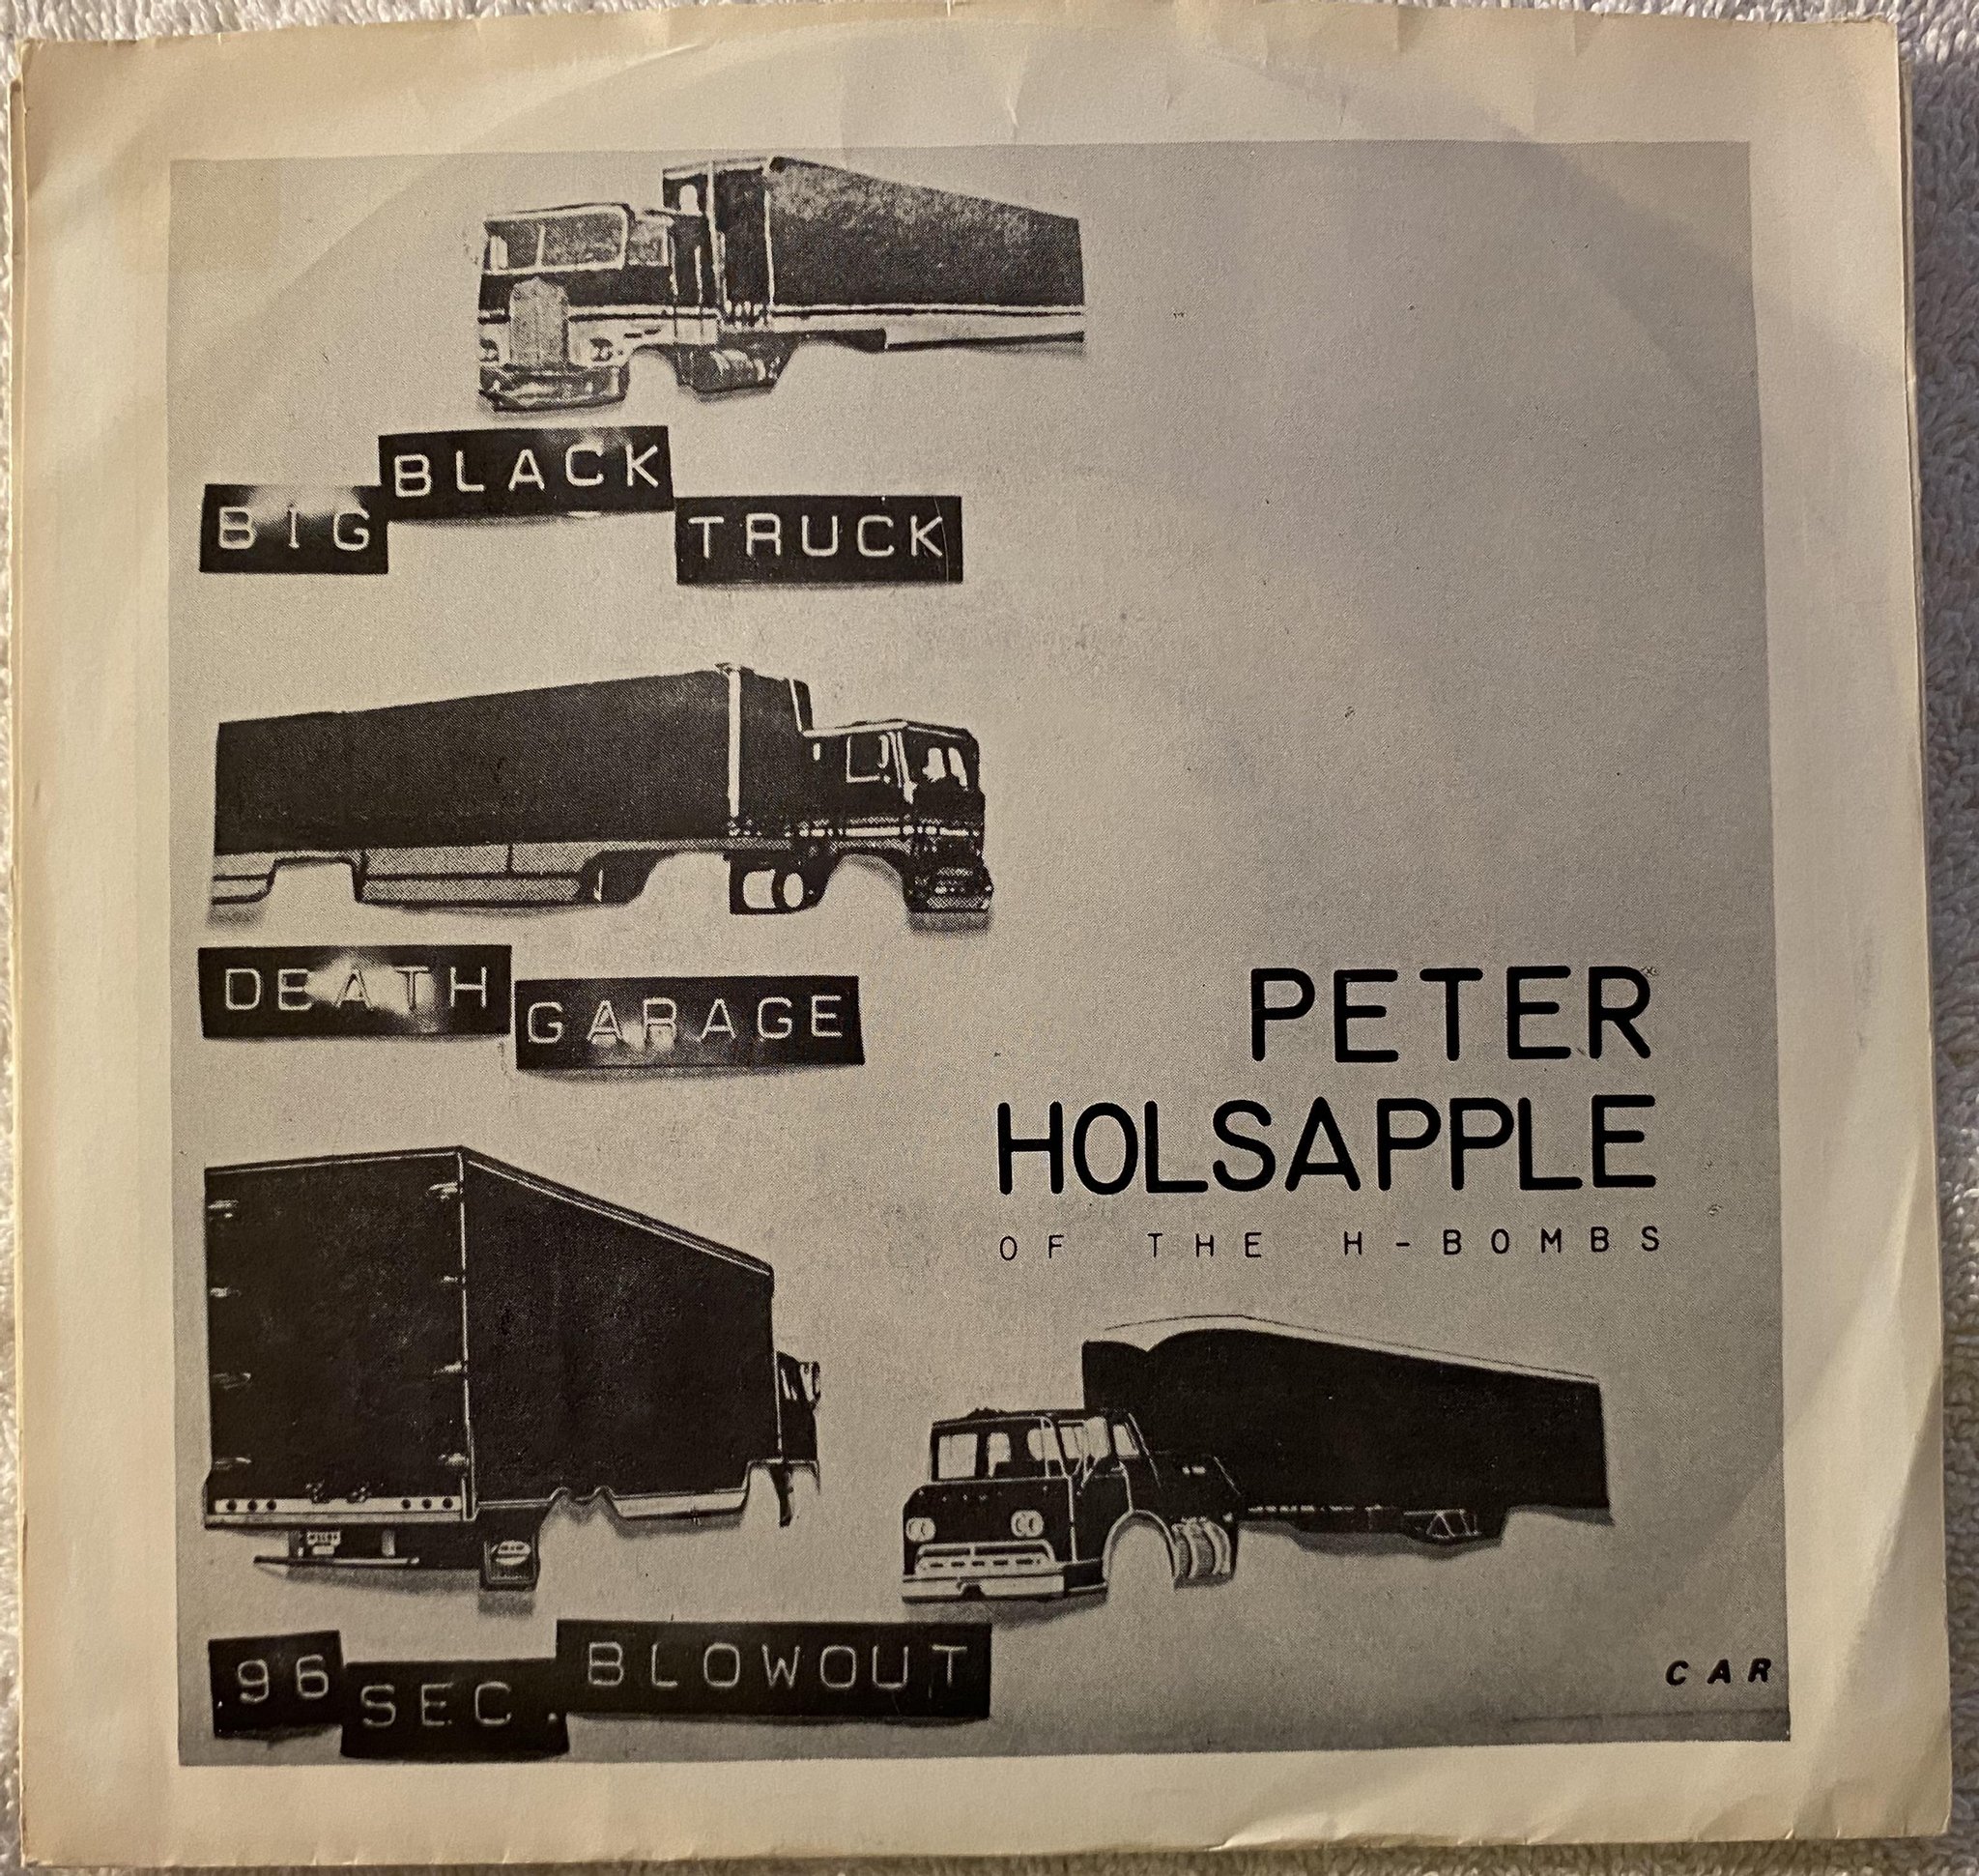 BIG BLACK TRUCK
DEATH GARAGE
PETER
HOLSAPPLE
OF THE H-BOMBS
96 SEC. BLOWOUT
CAR